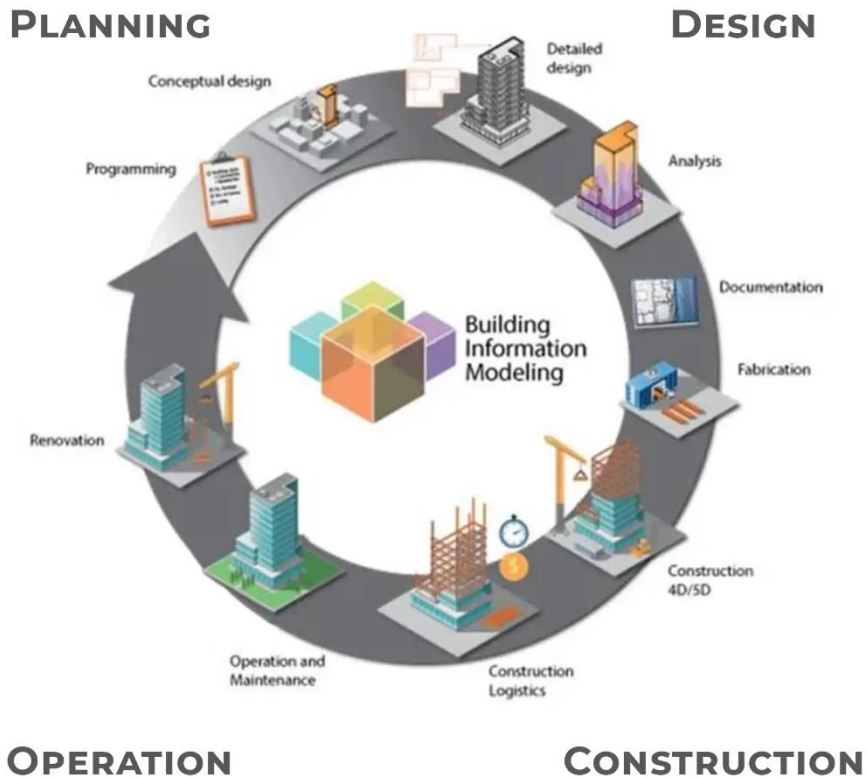 PLANNING
DESIGN
Detailed
design
Conceptual design
Analysis
Programming
Documentation
Building
Information
Modeling
Fabrication
Renovation
$
Construction
4D/5D
Operation and
Maintenance
Construction
Logistics
OPERATION
CONSTRUCTION